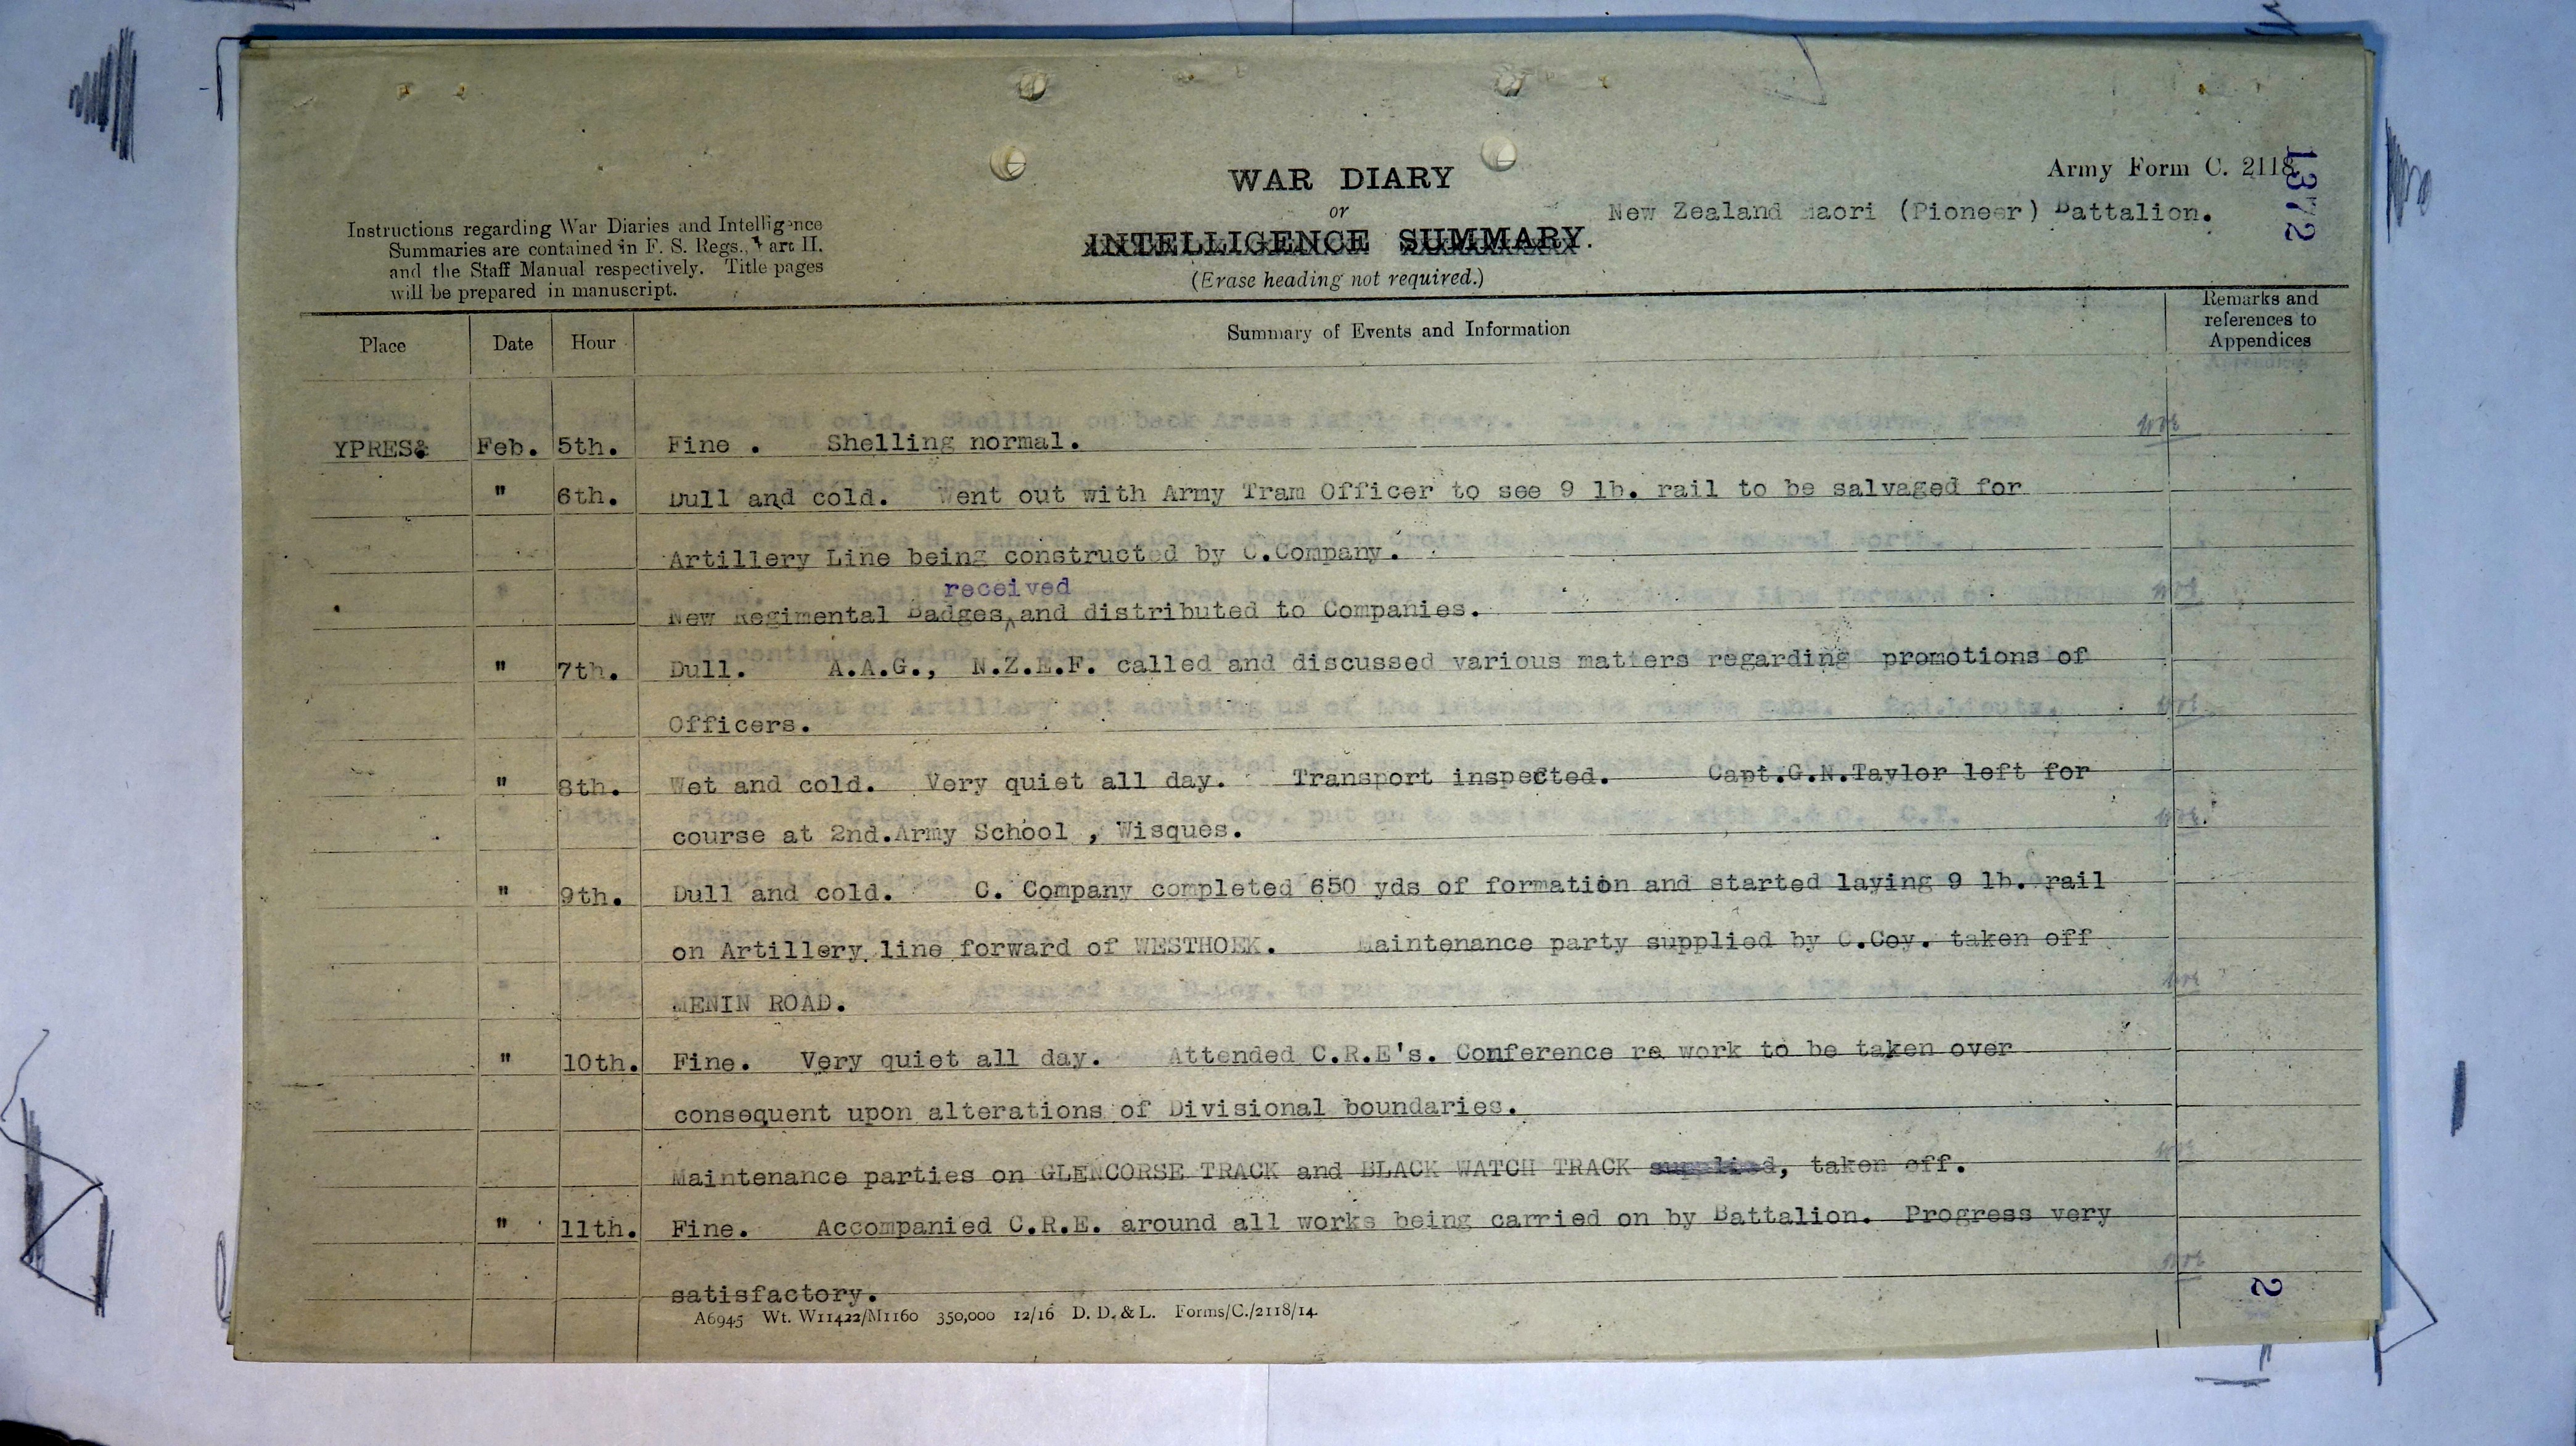 Army Form C. 2118.
1372
WAR DIARY
or
INTELLIGENCE SUMMARY.
(Erase heading not required.)
New Zealand Maori (Pioneer) Battalion.
Instructions regarding War Diaries and Intelligence
Summaries are contained in F. S. Regs., Part II.
and the Staff Manual respectively. Title pages
will be prepared in manuscript.
Place Date Hour Summary of Events and Information Remarks and
references to
Appendices
YPRES. Feb. 5th. Fine . Shelling normal.
" 6th. Dull and cold. Went out with Army Tram Officer to see 9 lb. rail to be salvaged for
Artillery Line being constructed by C.Company.
received
New Regimental Badges^and distributed to Companies.
" 7th. Dull. A.A.G., N.Z.E.F. called and discussed various matters regarding promotions of
Officers.
" 8th. Wet and cold. Very quiet all day. Transport inspected. Capt.G.N.Taylor left for
course at 2nd.Army School , Wisques.
" 9th. Dull and cold. C. Company completed 650 yds of formation and started laying 9 lb. rail
on Artillery line forward of WESTHOEK. Maintenance party supplied by C.Coy. taken off
MENIN ROAD.
" 10th. Fine. Very quiet all day. Attended C.R.E's. Conference re work to be taken over
consequent upon alterations of Divisional boundaries.
Maintenance parties on GLENCORSE TRACK and BLACK WATCH TRACK supplied, taken off.
" 11th. Fine. Accompanied C.R.E. around all works being carried on by Battalion. Progress very
satisfactory.
2
A6945 Wt. W11422/M1160 350,000 12/16 D. D. & L. Forms/C./2118/14.